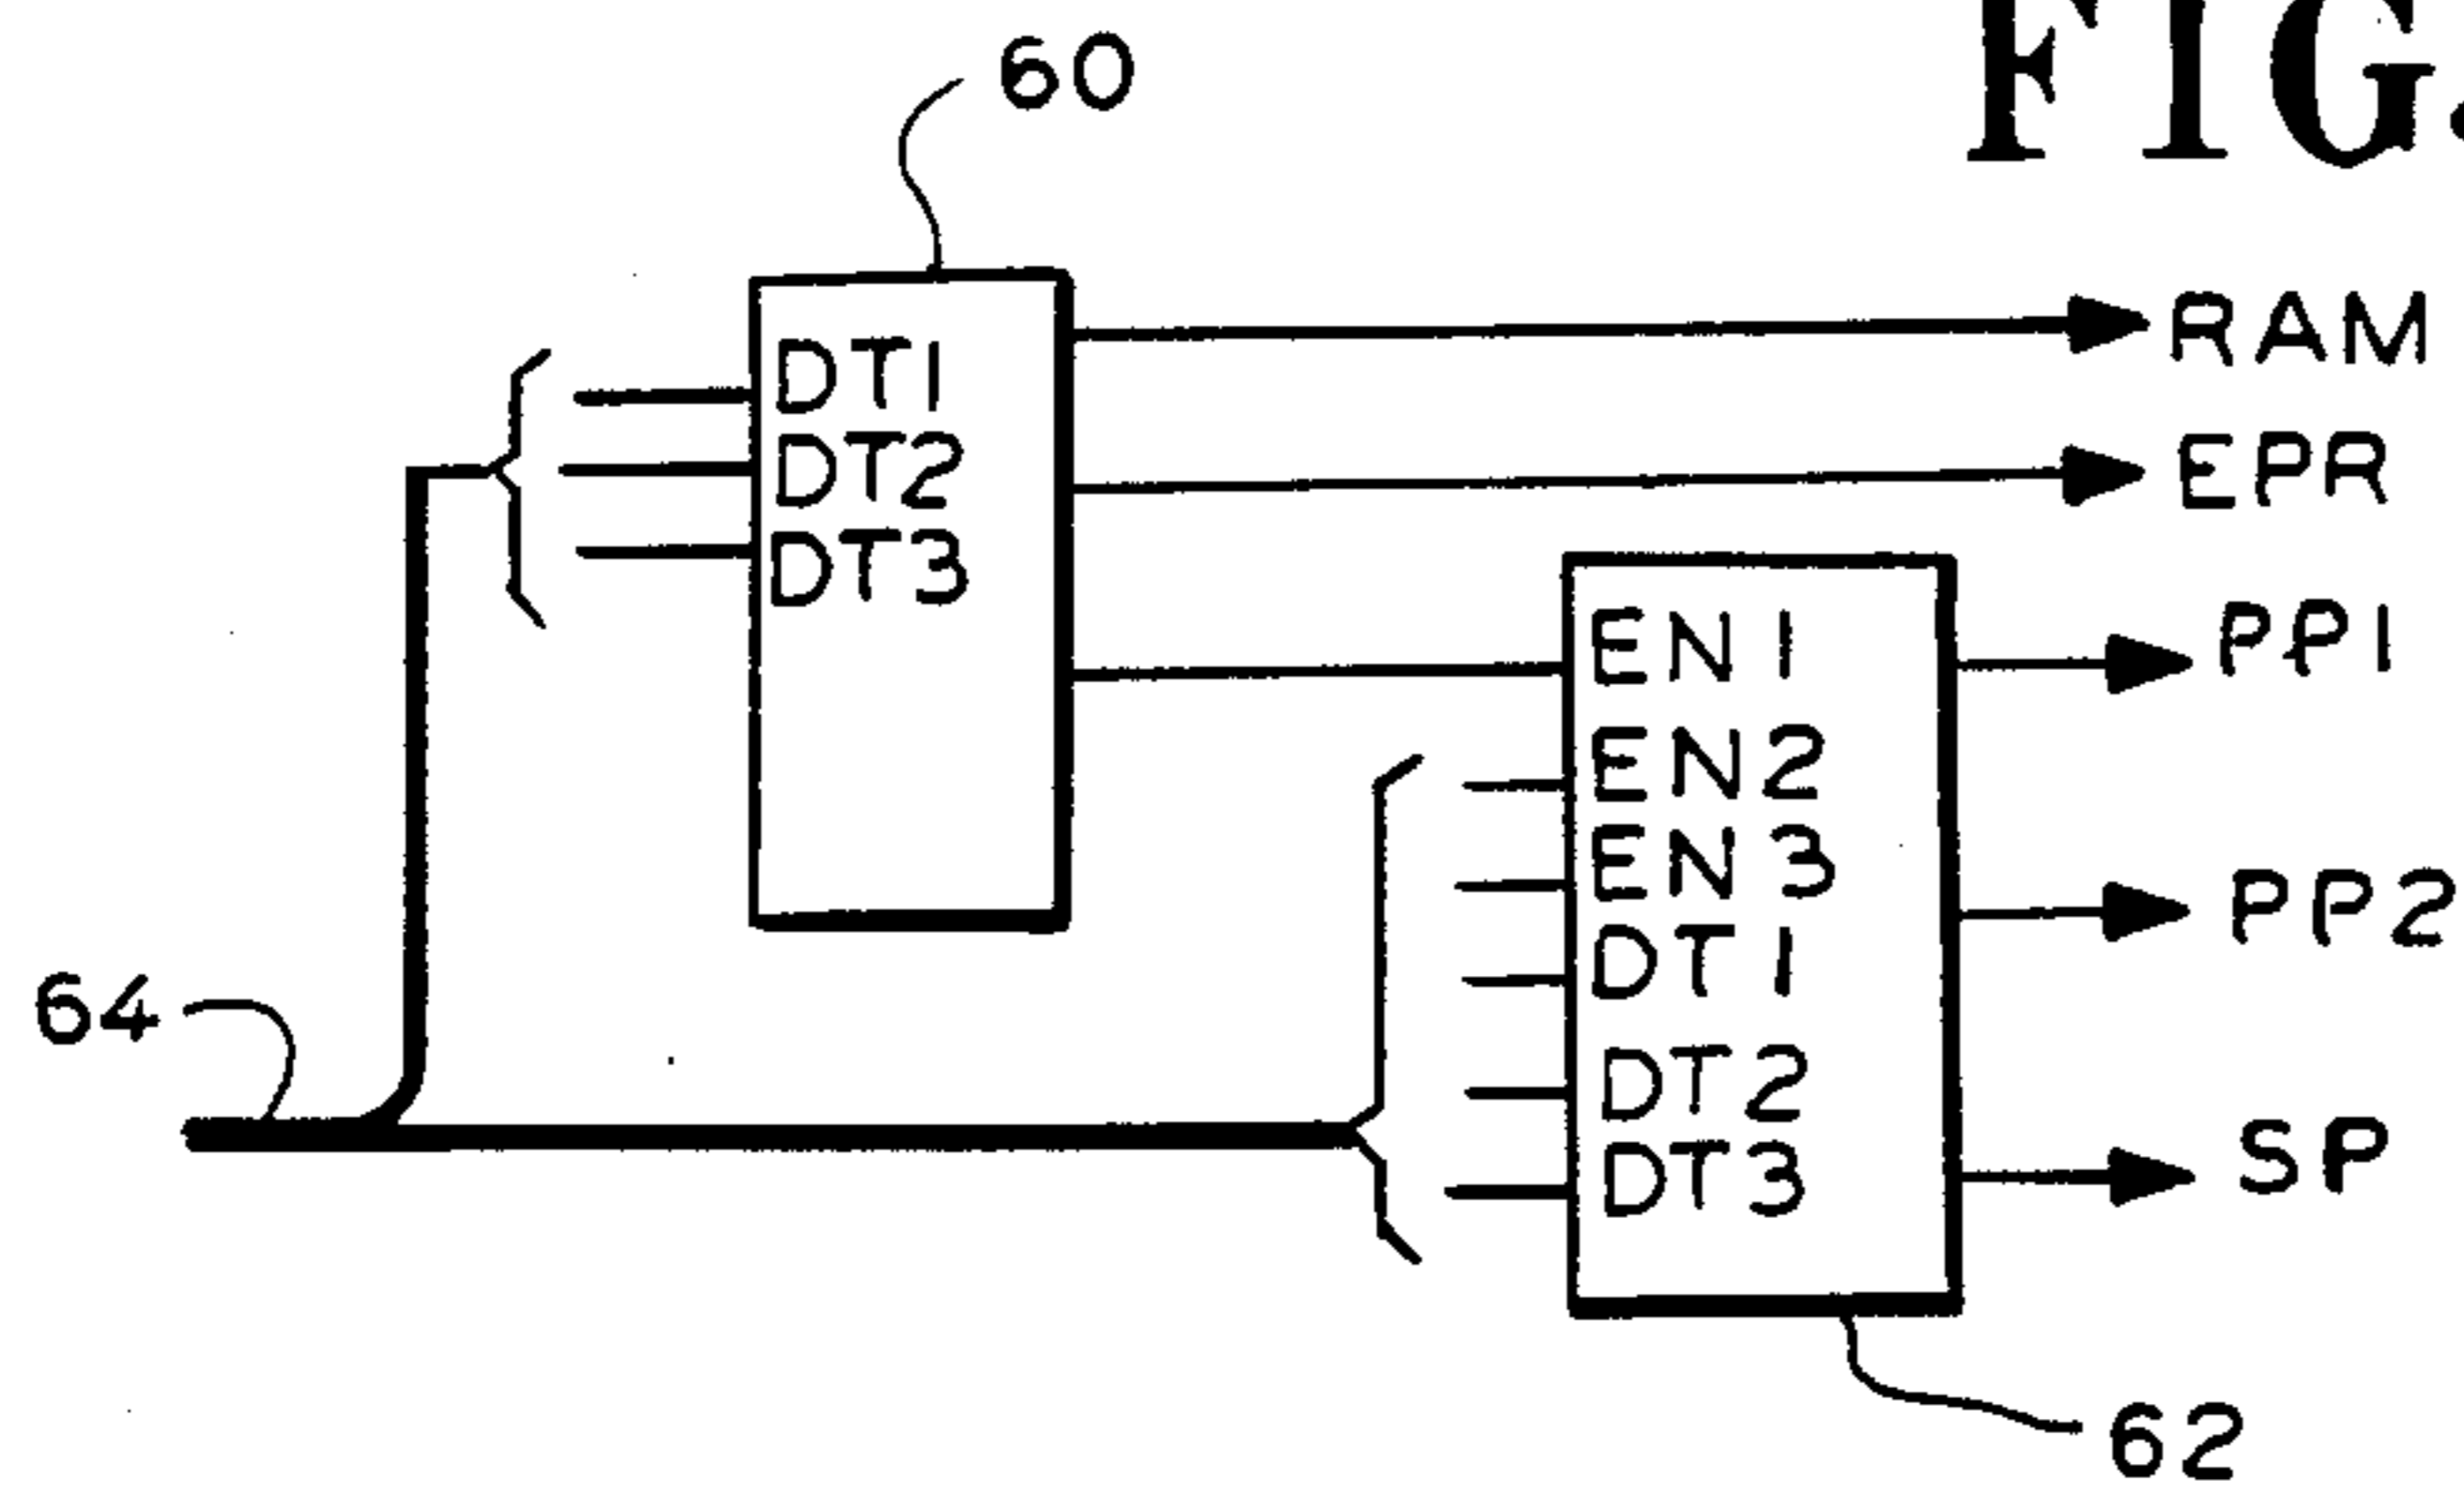 FIG.
60
RAM
DT1
DT2
DT3
EPR
EN1
EN2
EN3
DT1
DT2
DT3
PP1
PP2
SP
64
62